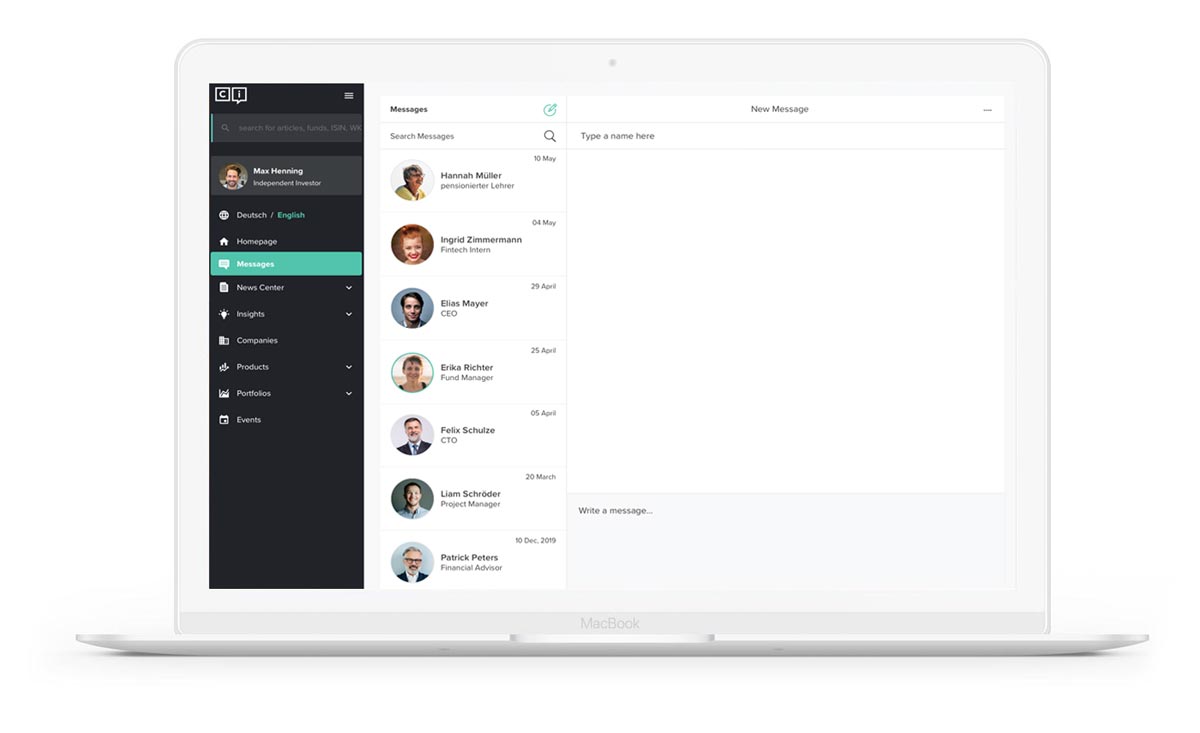 Ci
search for articles, funds, ISIN, WK
Max Henning
Independent Investor
Deutsch / English
Homepage
Messages
News Center
Insights
Companies
Products
Portfolios
Events
Messages
Search Messages
10 May
Hannah Müller
pensionierter Lehrer
04 May
Ingrid Zimmermann
Fintech Intern
29 April
Elias Mayer
CEO
25 April
Erika Richter
Fund Manager
05 April
Felix Schulze
CTO
20 March
Liam Schröder
Project Manager
10 Dec, 2019
Patrick Peters
Financial Advisor
New Message
Type a name here
Write a message...
MacBook